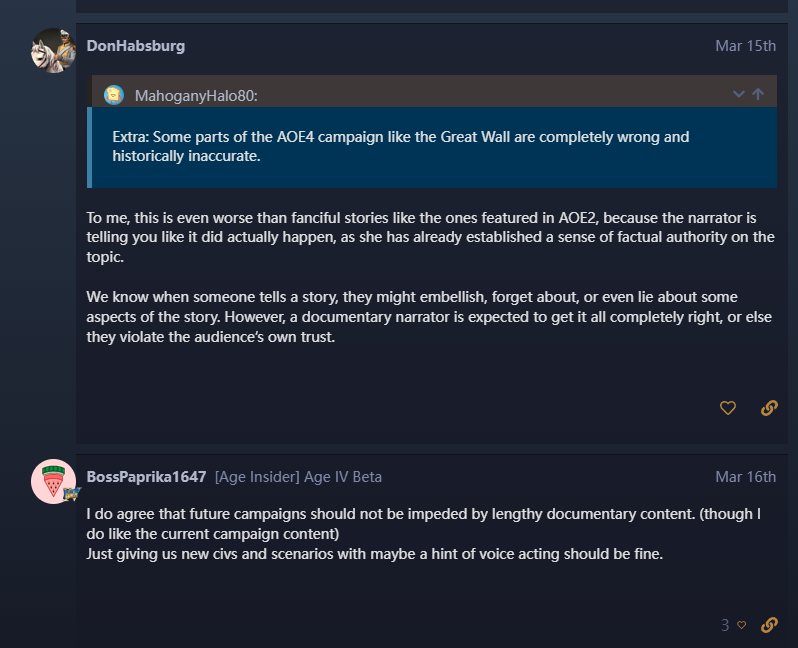 DonHabsburg
Mar 15th
MahoganyHalo80:
Extra: Some parts of the AOE4 campaign like the Great Wall are completely wrong and
historically inaccurate.
To me, this is even worse than fanciful stories like the ones featured in AOE2, because the narrator is
telling you like it did actually happen, as she has already established a sense of factual authority on the
topic.
We know when someone tells a story, they might embellish, forget about, or even lie about some
aspects of the story. However, a documentary narrator is expected to get it all completely right, or else
they violate the audience’s own trust.
BossPaprika1647 [Age Insider] Age IV Beta
Mar 16th
I do agree that future campaigns should not be impeded by lengthy documentary content. (though I
do like the current campaign content)
Just giving us new civs and scenarios with maybe a hint of voice acting should be fine.
3